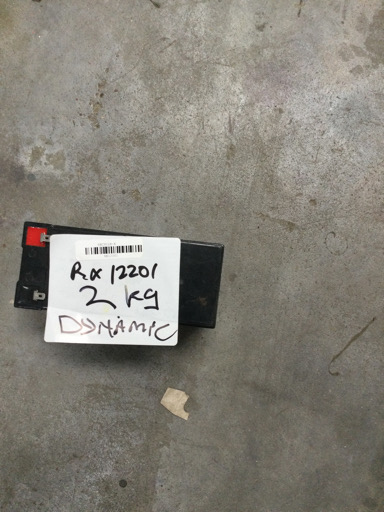 Rx 12201
2 kg
DYNAMIC